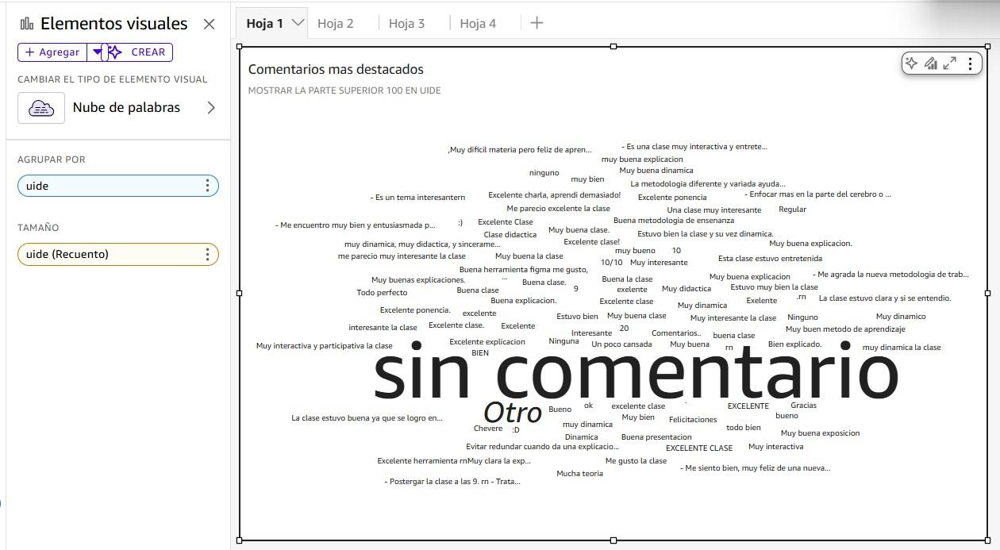 Elementos visuales
+ Agregar
CREAR
CAMBIAR EL TIPO DE ELEMENTO VISUAL
Nube de palabras
AGRUPAR POR
uide
TAMAÑO
uide (Recuento)
Hoja 1
Hoja 2
Hoja 3
Hoja 4
Comentarios mas destacados
MOSTRAR LA PARTE SUPERIOR 100 EN UIDE
,Muy dificil materia pero feliz de apren...
- Es una clase muy interactiva y entrete...
muy buena explicacion
ninguno
Muy buena dinamica
muy bien
La metodologia diferente y variada ayuda...
- Es un tema interesantern
Excelente charla, aprendi demasiado!
Excelente ponencia
- Enfocar mas en la parte del cerebro o ...
Me parecio excelente la clase
Una clase muy interesante
Regular
- Me encuentro muy bien y entusiasmada p...
:)
Excelente Clase
Buena metodologia de ensenanza
Clase didactica
Muy buena clase.
Estuvo bien la clase y su vez dinamica.
muy dinamica, muy didactica, y sincerame...
Excelente clase!
Muy buena explicacion.
me parecio muy interesante la clase
Muy buena la clase
muy bueno
10
10/10
Muy interesante
Esta clase estuvo entretenida
Buena herramienta figma me gusto,
Muy buenas explicaciones.
...
Buena clase.
Buena la clase
Muy buena explicacion
- Me agrada la nueva metodologia de trab...
Todo perfecto
Buena clase
9
exelente
Muy didactica
Estuvo muy bien la clase
Buena explicacion.
Excelente clase
Muy dinamica
Exelente
.rn
La clase estuvo clara y si se entendio.
Excelente ponencia.
excelente
Estuvo bien
Muy buena clase
Muy interesante la clase
Ninguno
Muy dinamico
interesante la clase
Excelente clase.
Excelente
Interesante
20
Comentarios..
buena clase
Muy buen metodo de aprendizaje
Muy interactiva y participativa la clase
Excelente explicacion
Ninguna
Un poco cansada
Muy buena
rn
Bien explicado.
muy dinamica la clase
BIEN
sin comentario
Otro
Bueno
ok
excelente clase
.
EXCELENTE
Gracias
La clase estuvo buena ya que se logro en...
Chevere
:D
muy dinamica
Muy bien
Felicitaciones
bueno
todo bien
Dinamica
Buena presentacion
Muy buena exposicion
Evitar redundar cuando da una explicacio...
EXCELENTE CLASE
Muy interactiva
Excelente herramienta rnMuy clara la exp...
Me gusto la clase
- Me siento bien, muy feliz de una nueva...
Mucha teoria
- Postergar la clase a las 9. rn - Trata...